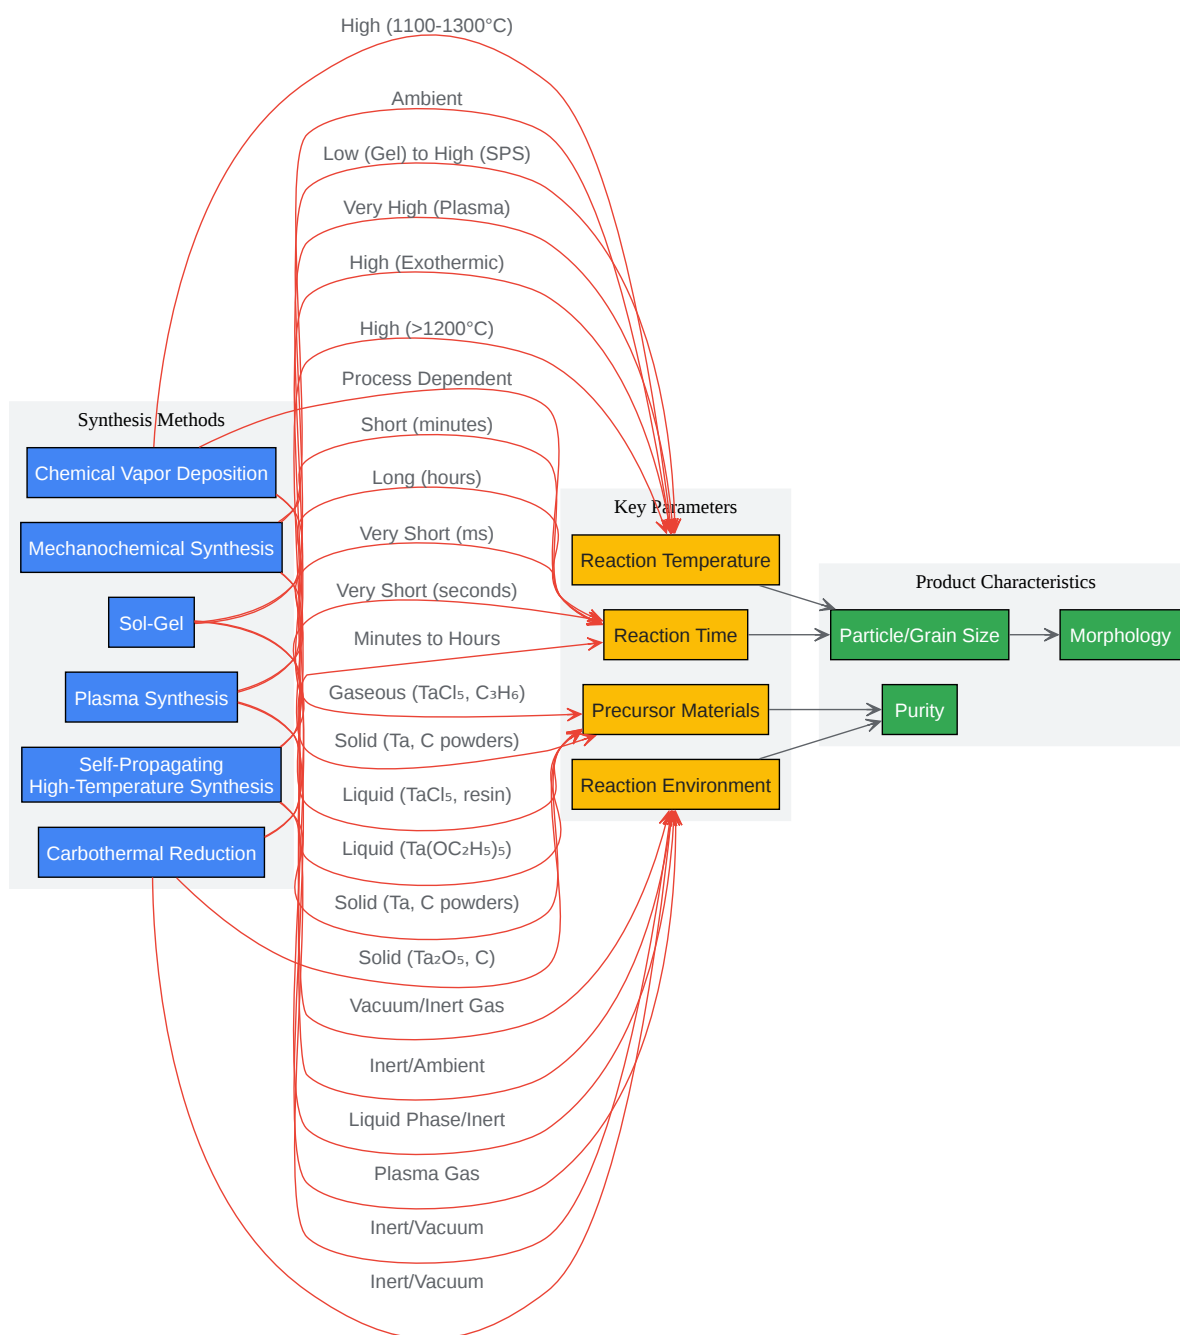 High (1100-1300°C)
Ambient
Low (Gel) to High (SPS)
Very High (Plasma)
High (Exothermic)
High (>1200°C)
Process Dependent
Short (minutes)
Long (hours)
Very Short (ms)
Very Short (seconds)
Minutes to Hours
Gaseous (TaCl₅, C₃H₆)
Solid (Ta, C powders)
Liquid (TaCl₅, resin)
Liquid (Ta(OC₂H₅)₅)
Solid (Ta, C powders)
Solid (Ta₂O₅, C)
Vacuum/Inert Gas
Inert/Ambient
Liquid Phase/Inert
Plasma Gas
Inert/Vacuum
Inert/Vacuum
Synthesis Methods
Chemical Vapor Deposition
Mechanochemical Synthesis
Sol-Gel
Plasma Synthesis
Self-Propagating
High-Temperature Synthesis
Carbothermal Reduction
Key Parameters
Reaction Temperature
Reaction Time
Precursor Materials
Reaction Environment
Product Characteristics
Particle/Grain Size
Morphology
Purity